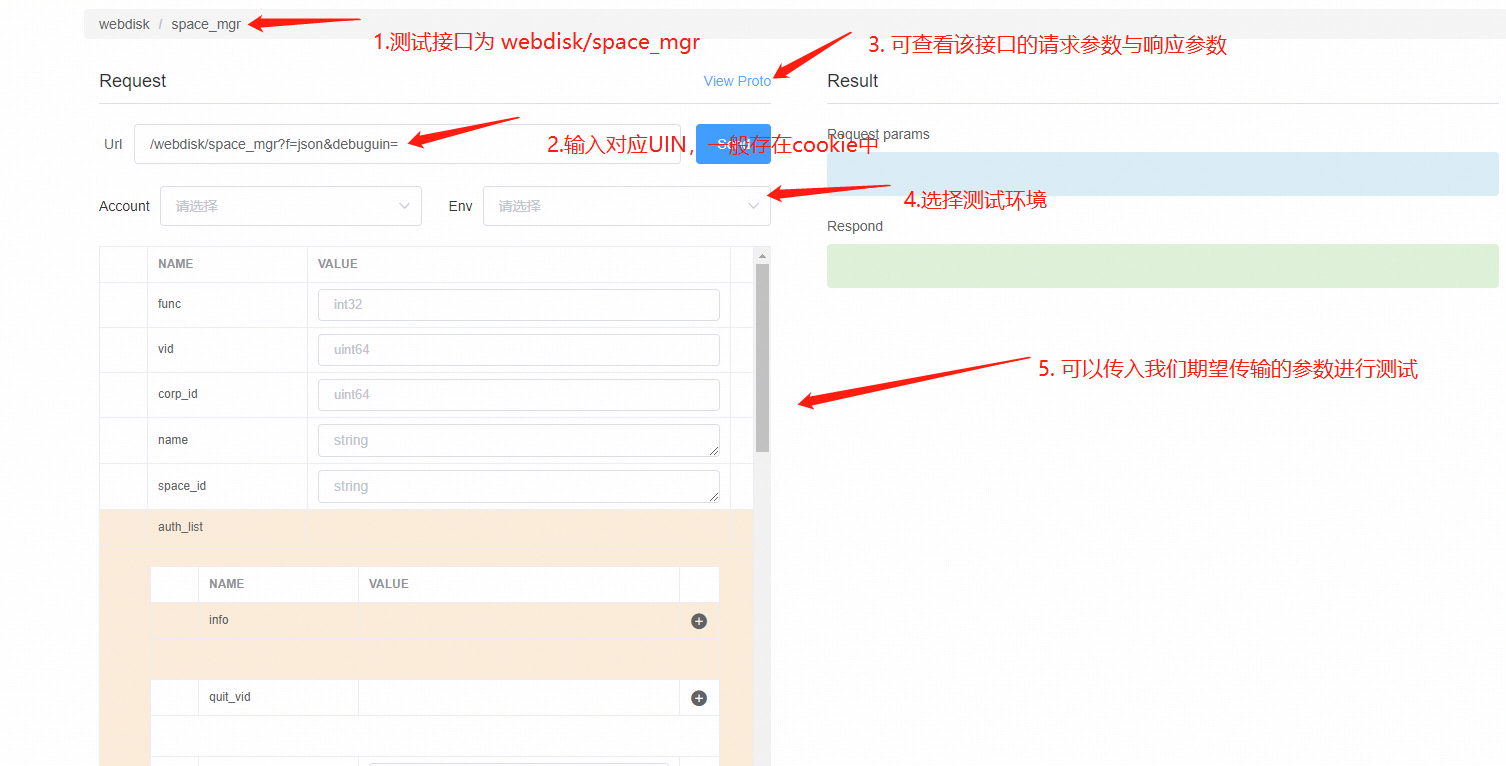 webdisk / space_mgr
1.测试接口为 webdisk/space_mgr
3. 可查看该接口的请求参数与响应参数
Request
View Proto
Result
Url
/webdisk/space_mgr?f=json&debuguin=
2.输入对应UIN，一般存在cookie中
Request params
Account
请选择
Env
请选择
4.选择测试环境
Respond
NAME VALUE
func int32
vid uint64
corp_id uint64
name string
space_id string
5. 可以传入我们期望传输的参数进行测试
auth_list
NAME VALUE
info
quit_vid